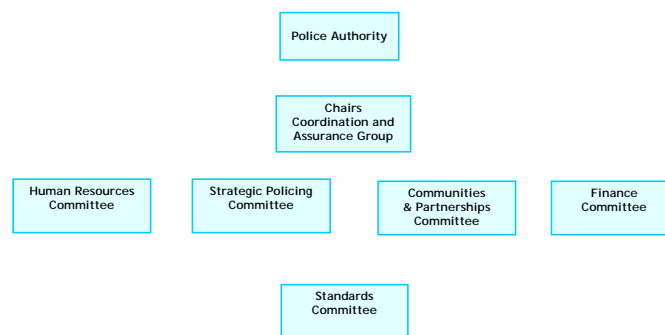 Police Authority
Chairs
Coordination and
Assurance Group
Human Resources
Committee
Strategic Policing
Committee
Communities
& Partnerships
Committee
Finance
Committee
Standards
Committee